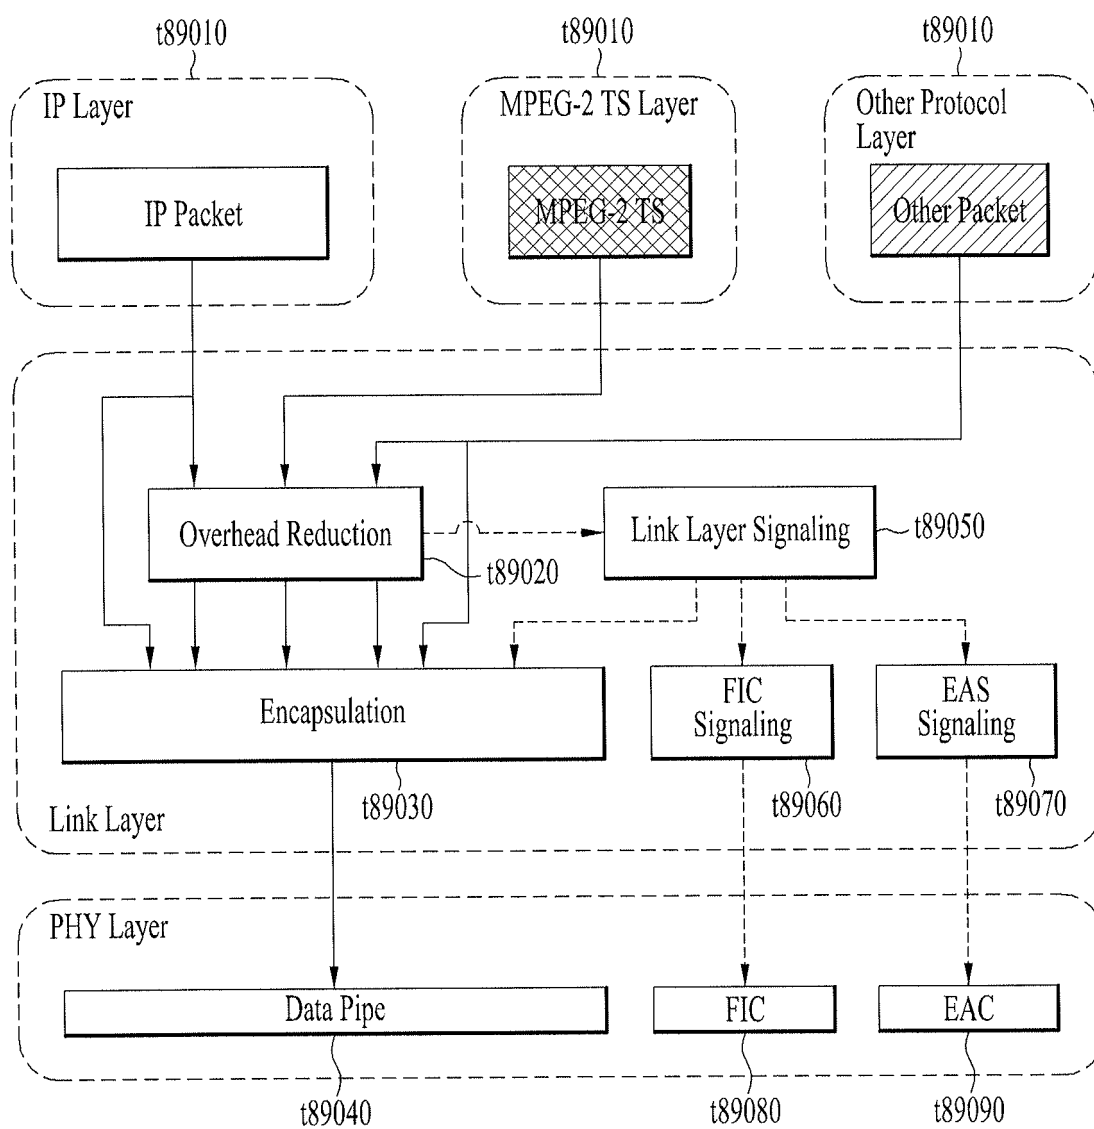 t89010
t89010
t89010
IP Layer
MPEG-2 TS Layer
Other Protocol
Layer
IP Packet
MPEG-2 TS
Other Packet
Overhead Reduction
Link Layer Signaling
t89050
t89020
Encapsulation
FIC
Signaling
EAS
Signaling
t89030
t89060
t89070
Link Layer
PHY Layer
Data Pipe
FIC
EAC
t89040
t89080
t89090